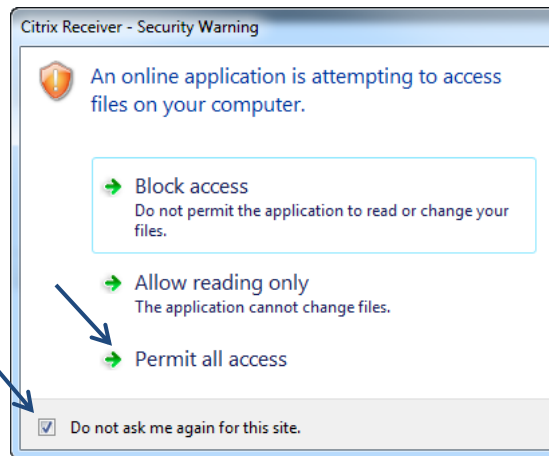 Citrix Receiver - Security Warning
An online application is attempting to access
files on your computer.
Block access
Do not permit the application to read or change your
files.
Allow reading only
The application cannot change files.
Permit all access
Do not ask me again for this site.